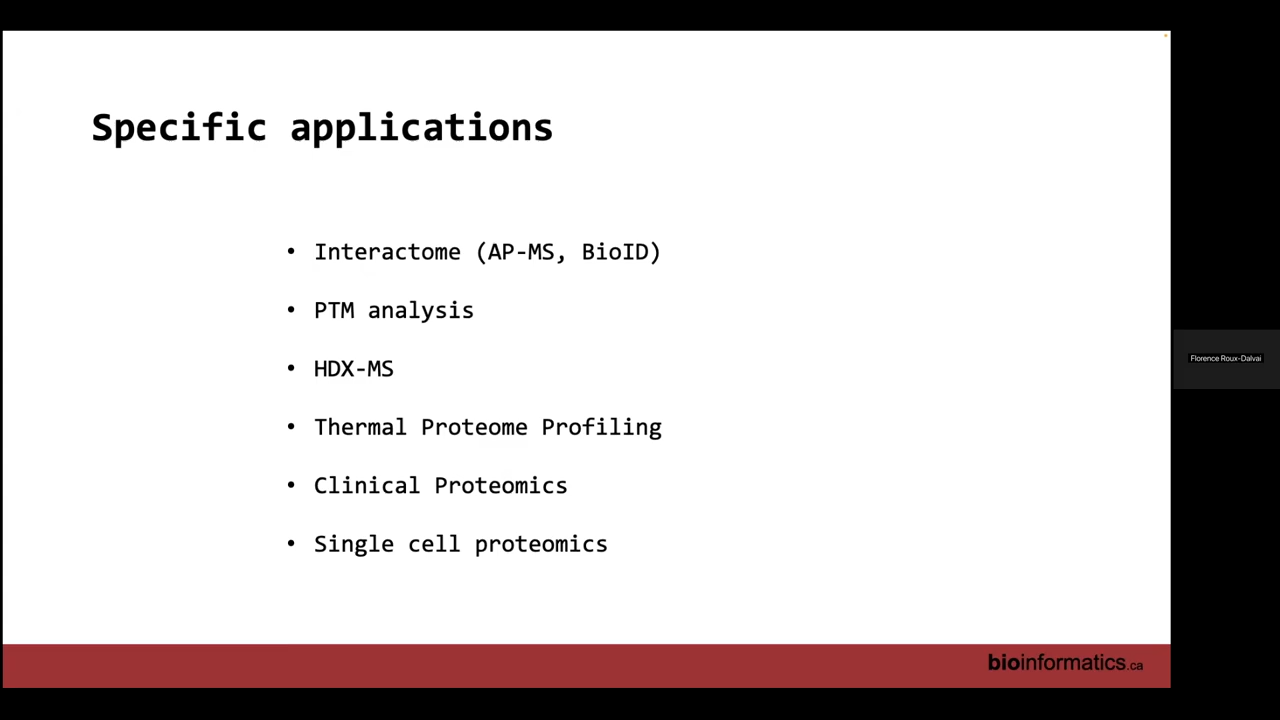 Specific applications
• Interactome (AP-MS, BioID)
• PTM analysis
• HDX-MS
• Thermal Proteome Profiling
• Clinical Proteomics
• Single cell proteomics
Florence Roux-Dalvai
bioinformatics.ca